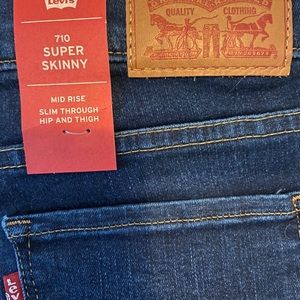 Levi's
710
SUPER
SKINNY
MID RISE
SLIM THROUGH
HIP AND THIGH
QUALITY CLOTHING